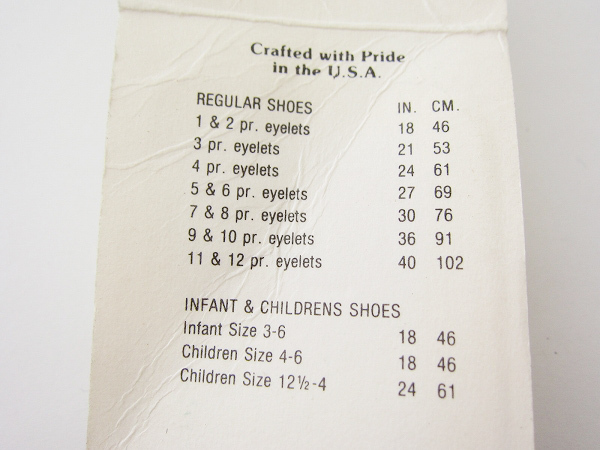 Crafted with Pride
in the U.S.A.
REGULAR SHOES IN. CM.
1 & 2 pr. eyelets 18 46
3 pr. eyelets 21 53
4 pr. eyelets 24 61
5 & 6 pr. eyelets 27 69
7 & 8 pr. eyelets 30 76
9 & 10 pr. eyelets 36 91
11 & 12 pr. eyelets 40 102
INFANT & CHILDRENS SHOES
Infant Size 3-6 18 46
Children Size 4-6 18 46
Children Size 12½-4 24 61